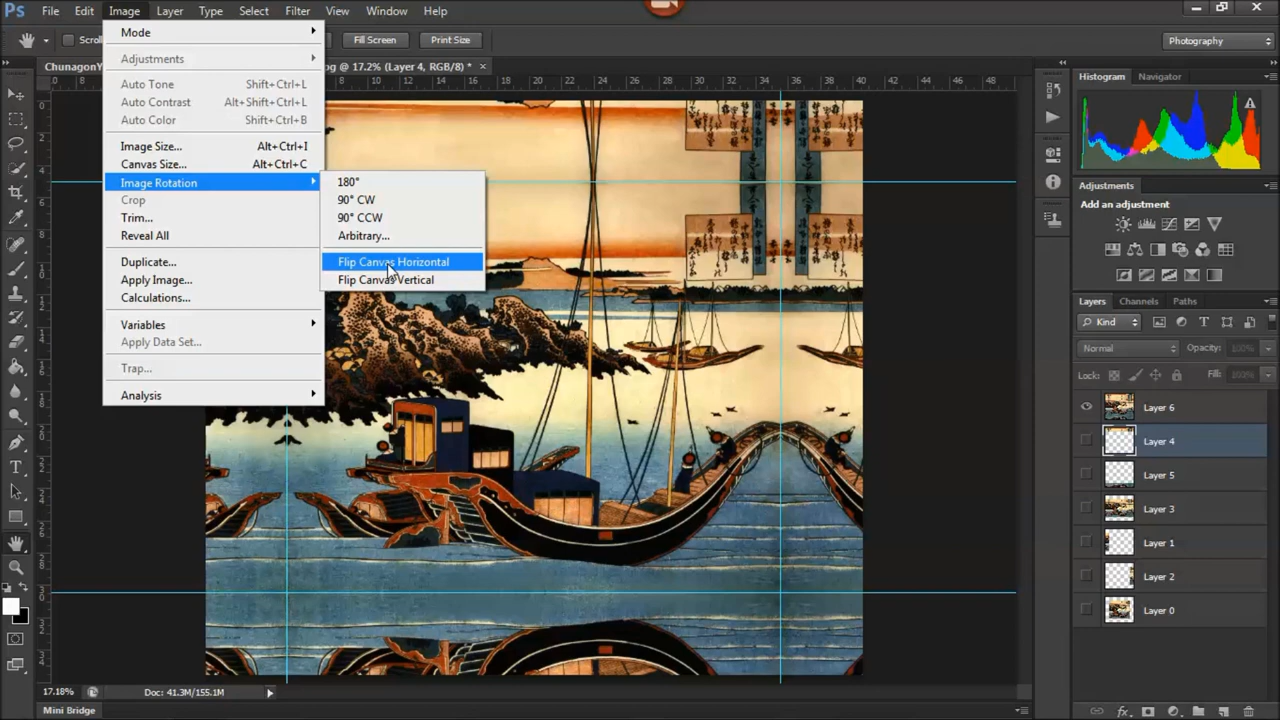 Ps File Edit Image Layer Type Select Filter View Window Help
Fill Screen Print Size Photography
@ 17.2% (Layer 4, RGB/8) * ×
Mode
Adjustments
Auto Tone Shift+Ctrl+L
Auto Contrast Alt+Shift+Ctrl+L
Auto Color Shift+Ctrl+B
Image Size... Alt+Ctrl+I
Canvas Size... Alt+Ctrl+C
Image Rotation
Crop
Trim...
Reveal All
Duplicate...
Apply Image...
Calculations...
Variables
Apply Data Set...
Trap...
Analysis
180°
90° CW
90° CCW
Arbitrary...
Flip Canvas Horizontal
Flip Canvas Vertical
Histogram Navigator
Adjustments
Add an adjustment
Layers Channels Paths
Kind
Normal Opacity: 100%
Lock: Fill: 100%
Layer 6
Layer 4
Layer 5
Layer 3
Layer 1
Layer 2
Layer 0
17.18% Doc: 41.3M/155.1M
Mini Bridge